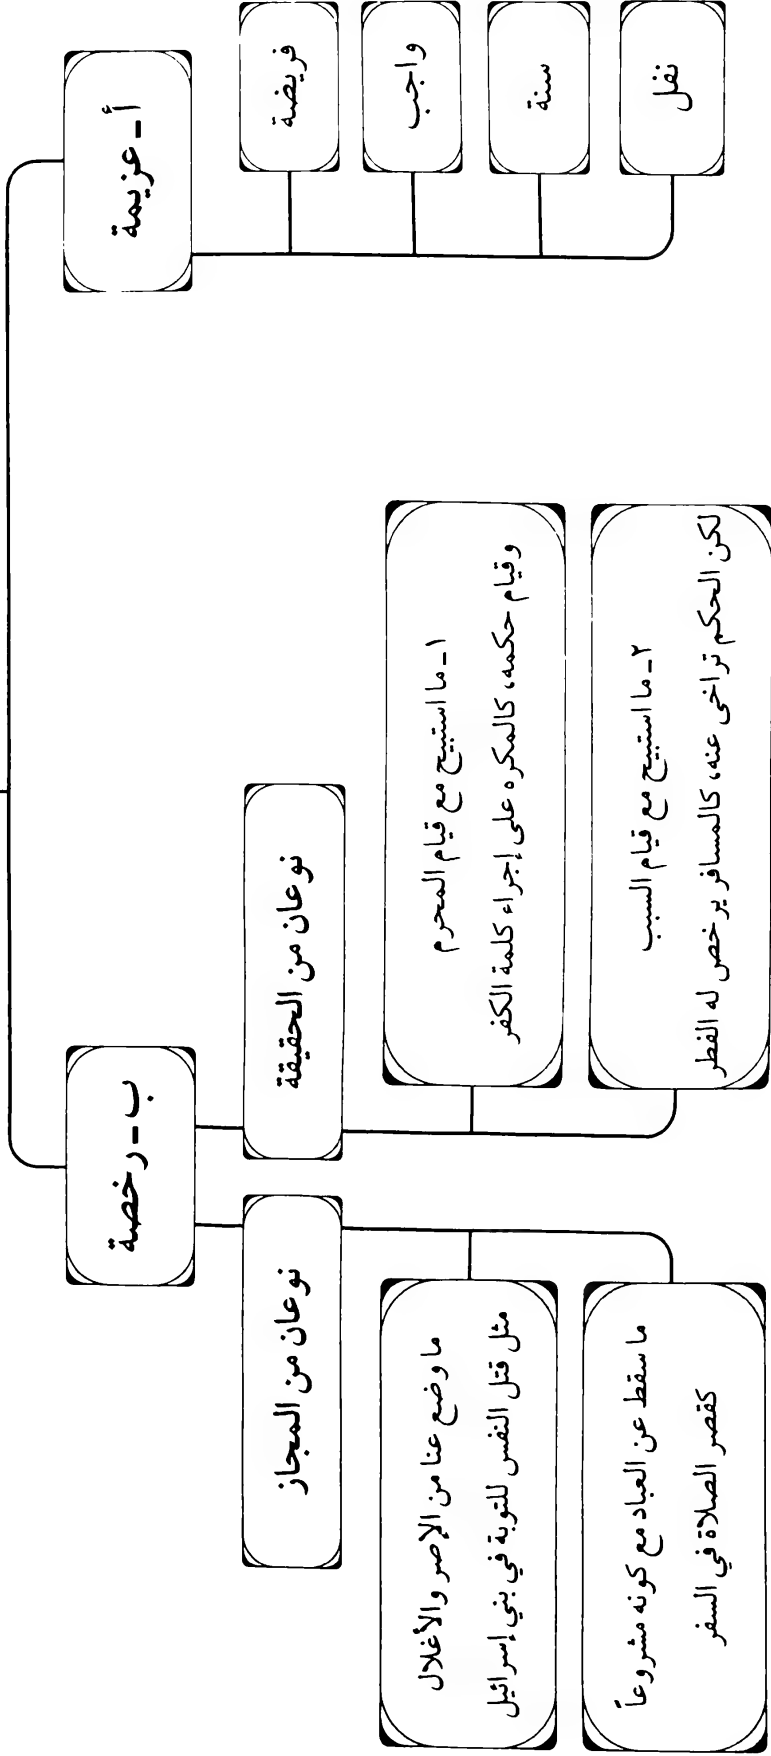 أ - عزيمة
فريضة
واجب
سنة
نفل
ب - رخصة
نوعان من الحقيقة
١ - ما استبيح مع قيام المحرم
وقيام حكمه، كالمكره على إجراء كلمة الكفر
٢ - ما استبيح مع قيام السبب
لكن الحكم تراخى عنه، كالمسافر يرخص له الفطر
نوعان من المجاز
ما وضع عنا من الإصر والأغلال
مثل قتل النفس للتوبة في بني إسرائيل
ما سقط عن العباد مع كونه مشروعاً
كقصر الصلاة في السفر